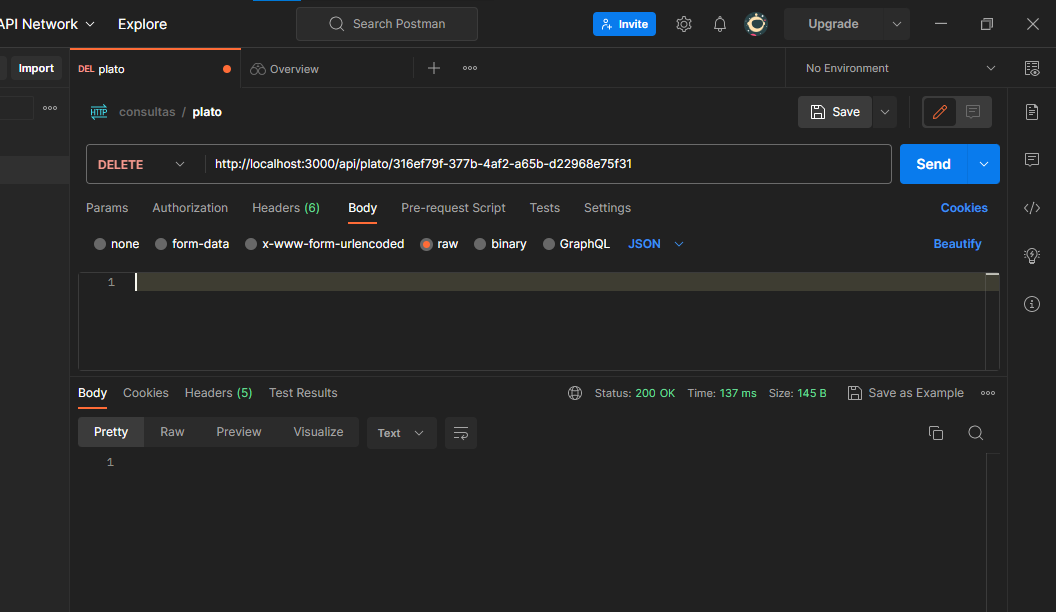 API Network Explore Search Postman Invite Upgrade
Import DEL plato Overview No Environment
HTTP consultas / plato Save
DELETE http://localhost:3000/api/plato/316ef79f-377b-4af2-a65b-d22968e75f31 Send
Params Authorization Headers (6) Body Pre-request Script Tests Settings Cookies
none form-data x-www-form-urlencoded raw binary GraphQL JSON Beautify
1
Body Cookies Headers (5) Test Results Status: 200 OK Time: 137 ms Size: 145 B Save as Example
Pretty Raw Preview Visualize Text
1